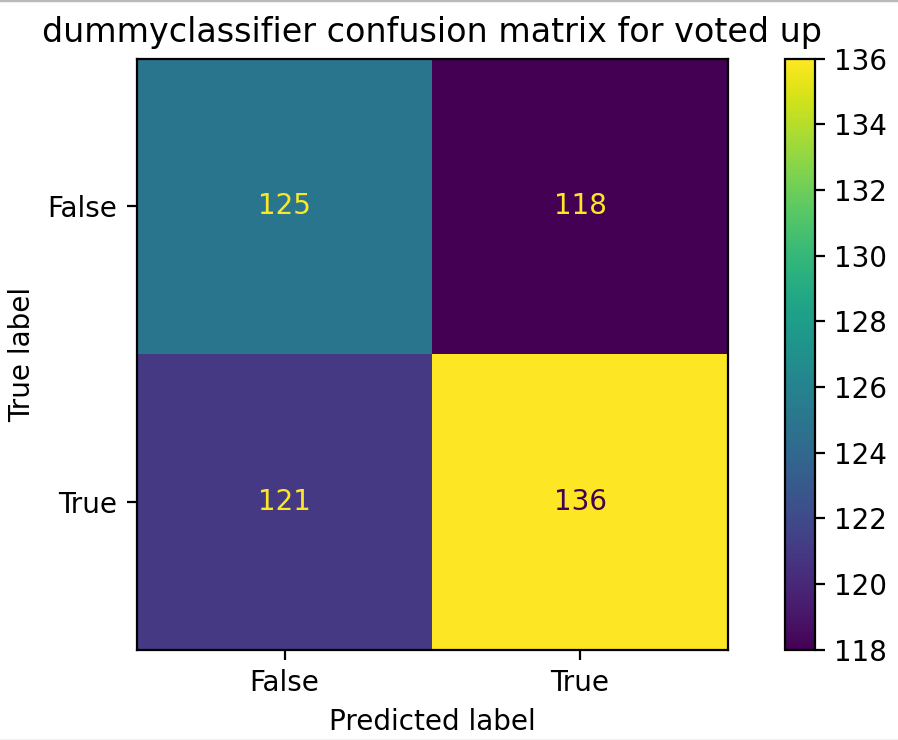 dummyclassifier confusion matrix for voted up
True label
False
125
118
True
121
136
False
True
Predicted label
136
134
132
130
128
126
124
122
120
118